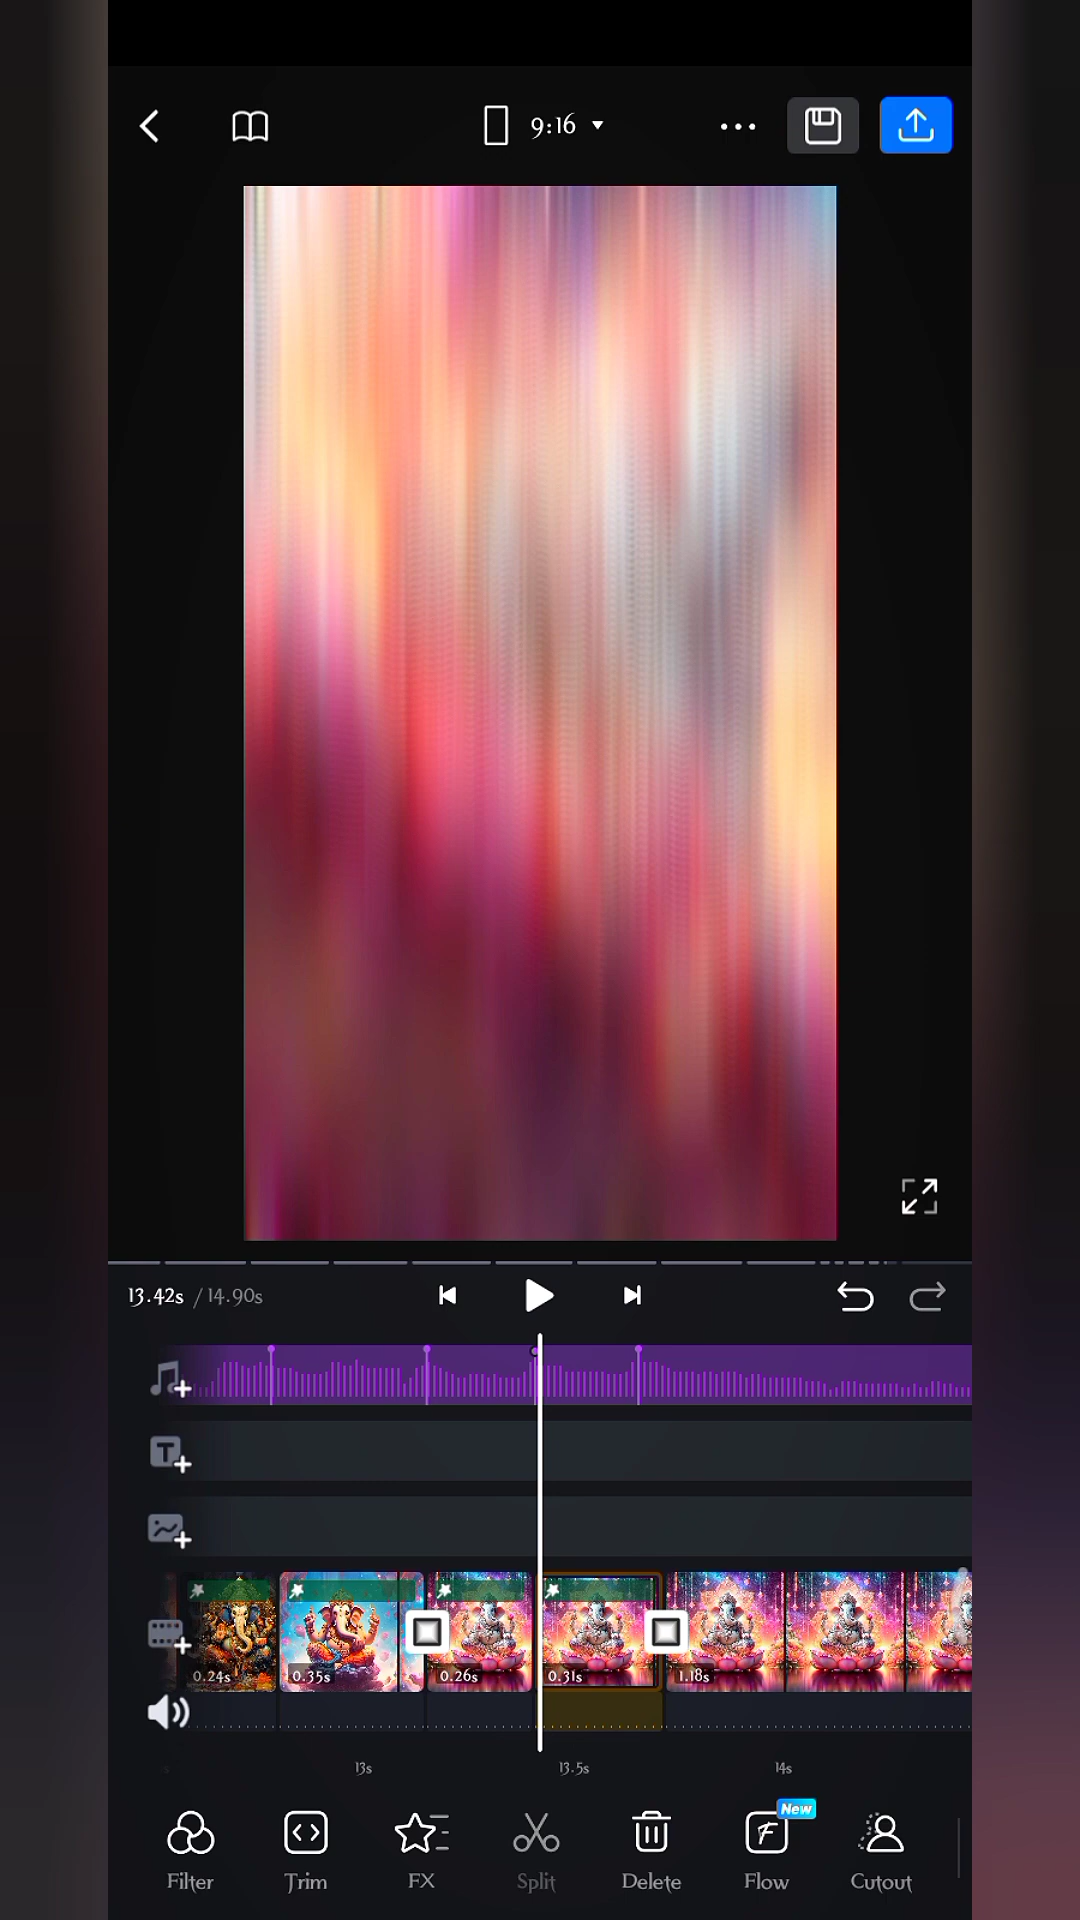 9:16
13.42s / 14.90s
0.24s
0.35s
0.26s
0.31s
1.18s
13s
13.5s
14s
New
Filter
Trim
FX
Split
Delete
Flow
Cutout